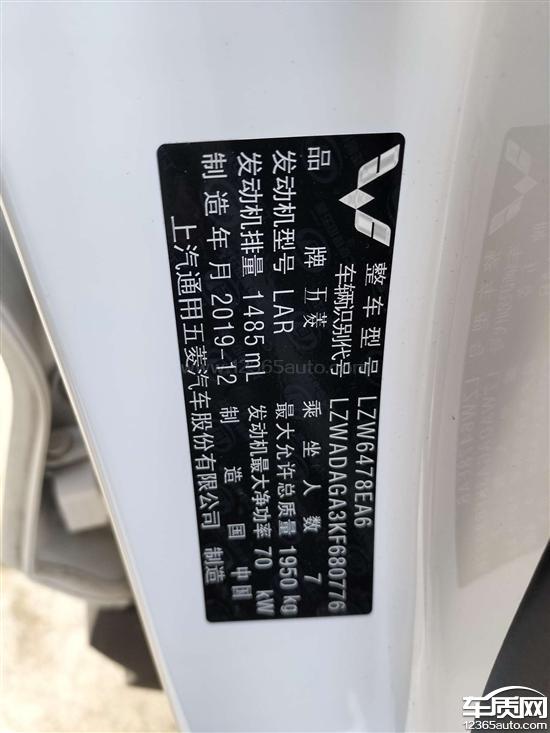 整车型号 LZW6478EA6
车辆识别代号 LZWADAGA3KF680776
品牌 五菱 乘坐人数 7
发动机型号 LAR 最大允许总质量 1950 kg
发动机排量 1485 mL 发动机最大净功率 70 kW
制造年月 2019-12 制造国 中国
上汽通用五菱汽车股份有限公司 制造
www.12365auto.com
车质网
12365auto.com